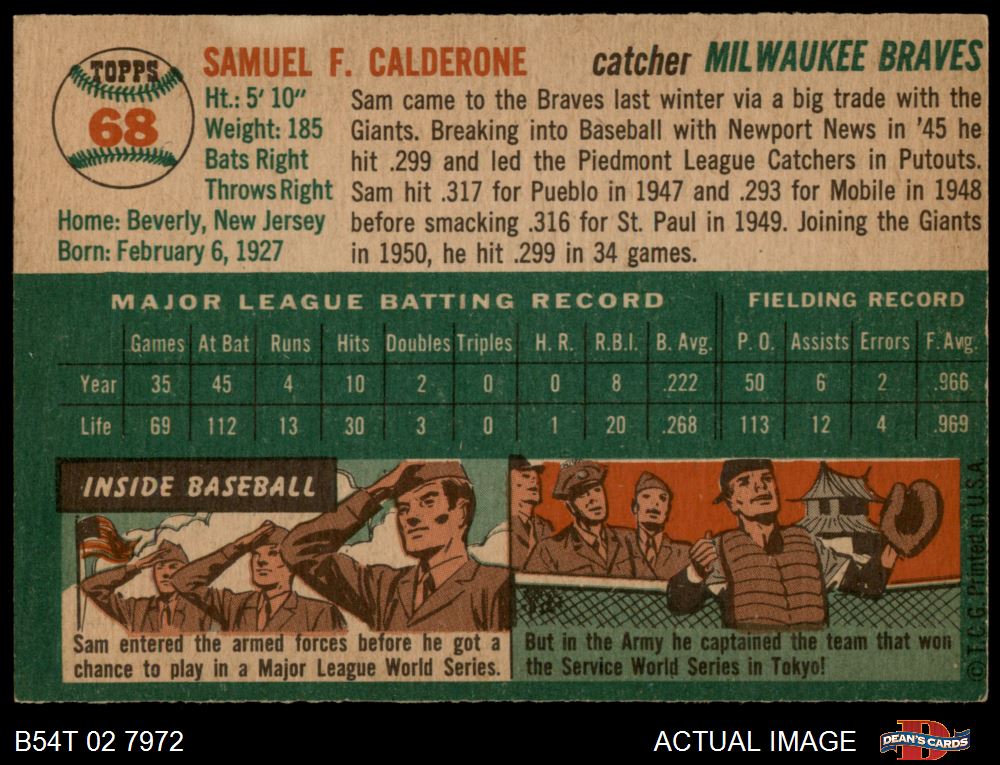 TOPPS
68
SAMUEL F. CALDERONE
catcher MILWAUKEE BRAVES
Ht.: 5' 10"
Weight: 185
Bats Right
Throws Right
Home: Beverly, New Jersey
Born: February 6, 1927
Sam came to the Braves last winter via a big trade with the
Giants. Breaking into Baseball with Newport News in '45 he
hit .299 and led the Piedmont League Catchers in Putouts.
Sam hit .317 for Pueblo in 1947 and .293 for Mobile in 1948
before smacking .316 for St. Paul in 1949. Joining the Giants
in 1950, he hit .299 in 34 games.
MAJOR LEAGUE BATTING RECORD FIELDING RECORD
Games At Bat Runs Hits Doubles Triples H. R. R.B.I. B. Avg. P. O. Assists Errors F. Avg.
Year 35 45 4 10 2 0 0 8 .222 50 6 2 .966
Life 69 112 13 30 3 0 1 20 .268 113 12 4 .969
INSIDE BASEBALL
Sam entered the armed forces before he got a
chance to play in a Major League World Series.
But in the Army he captained the team that won
the Service World Series in Tokyo!
© T.C.G. Printed in U.S.A.
B54T 02 7972
ACTUAL IMAGE
DEAN'S CARDS